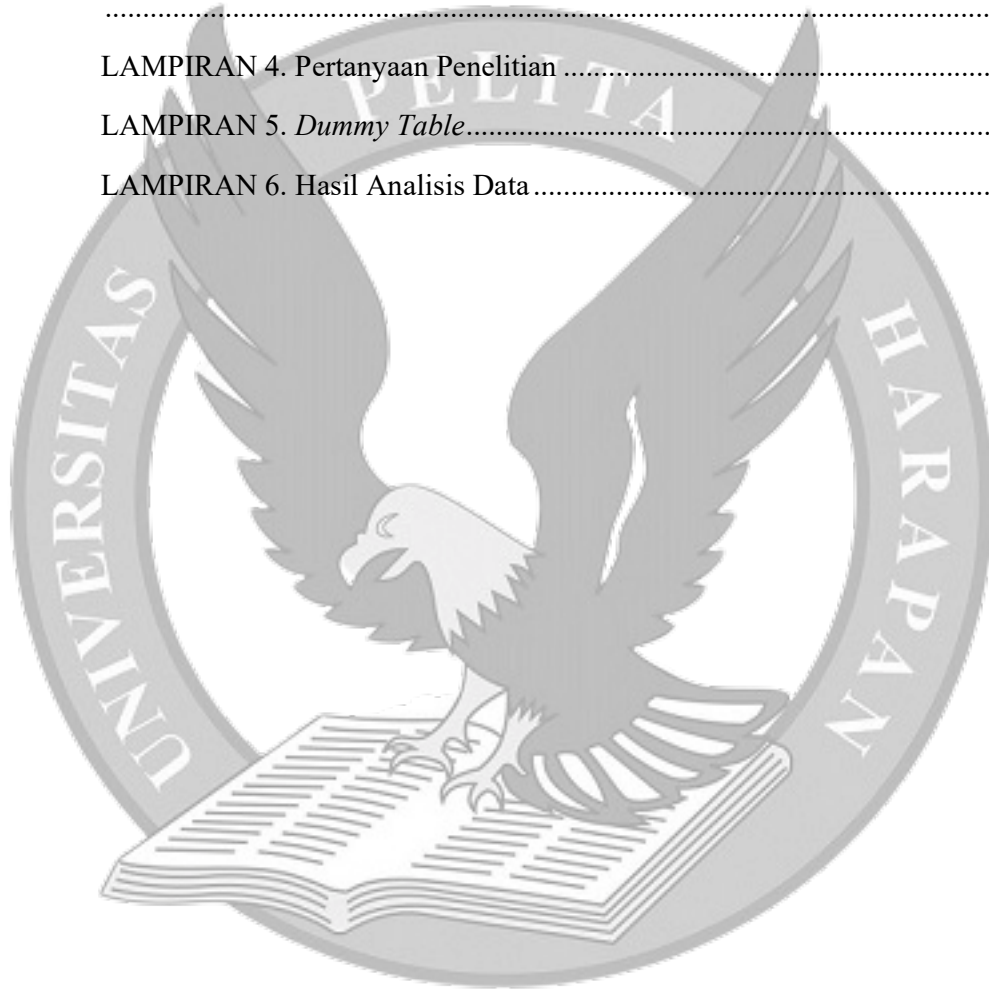 ........................................................................................................................
LAMPIRAN 4. Pertanyaan Penelitian ..........................................................
LAMPIRAN 5. Dummy Table.......................................................................
LAMPIRAN 6. Hasil Analisis Data..............................................................
UNIVERSITAS PELITA HARAPAN